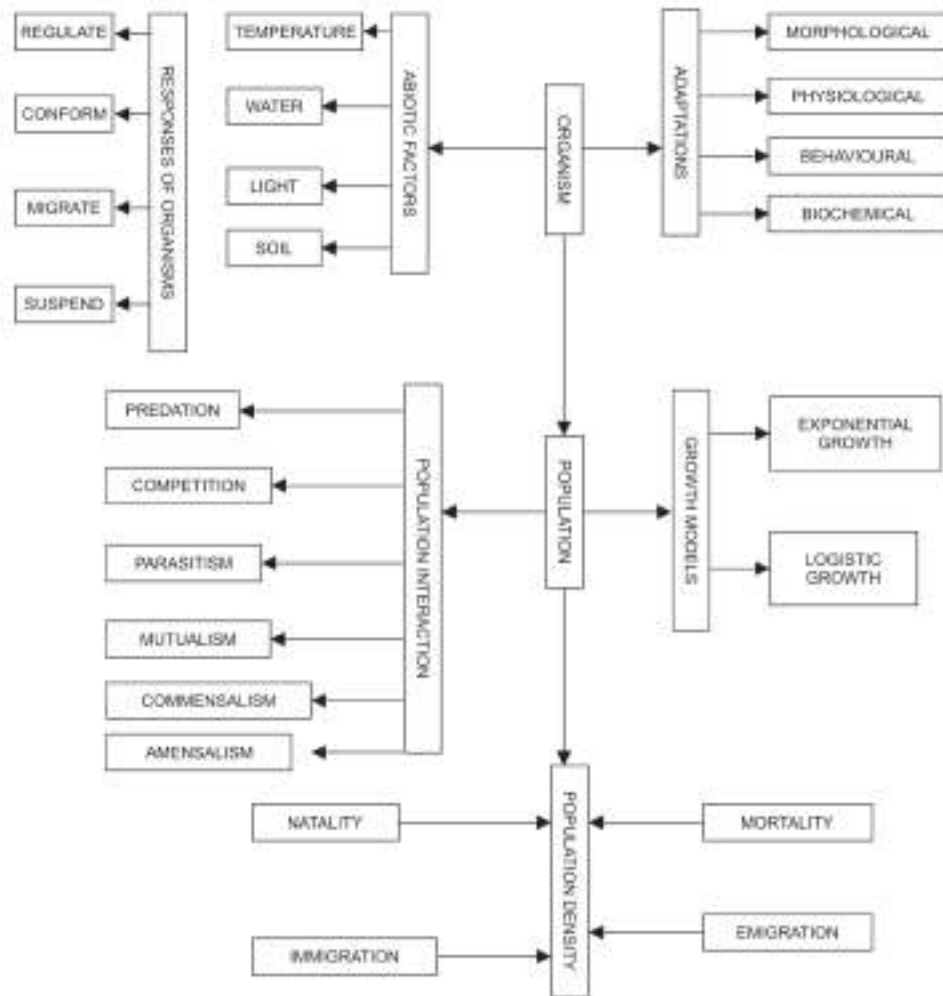 REGULATE
CONFORM
MIGRATE
SUSPEND
RESPONSES OF ORGANISMS
TEMPERATURE
WATER
LIGHT
SOIL
ABIOTIC FACTORS
ORGANISM
ADAPTATIONS
MORPHOLOGICAL
PHYSIOLOGICAL
BEHAVIOURAL
BIOCHEMICAL
PREDATION
COMPETITION
PARASITISM
MUTUALISM
COMMENSALISM
AMENSALISM
POPULATION INTERACTION
POPULATION
GROWTH MODELS
EXPONENTIAL
GROWTH
LOGISTIC
GROWTH
NATALITY
IMMIGRATION
POPULATION DENSITY
MORTALITY
EMIGRATION